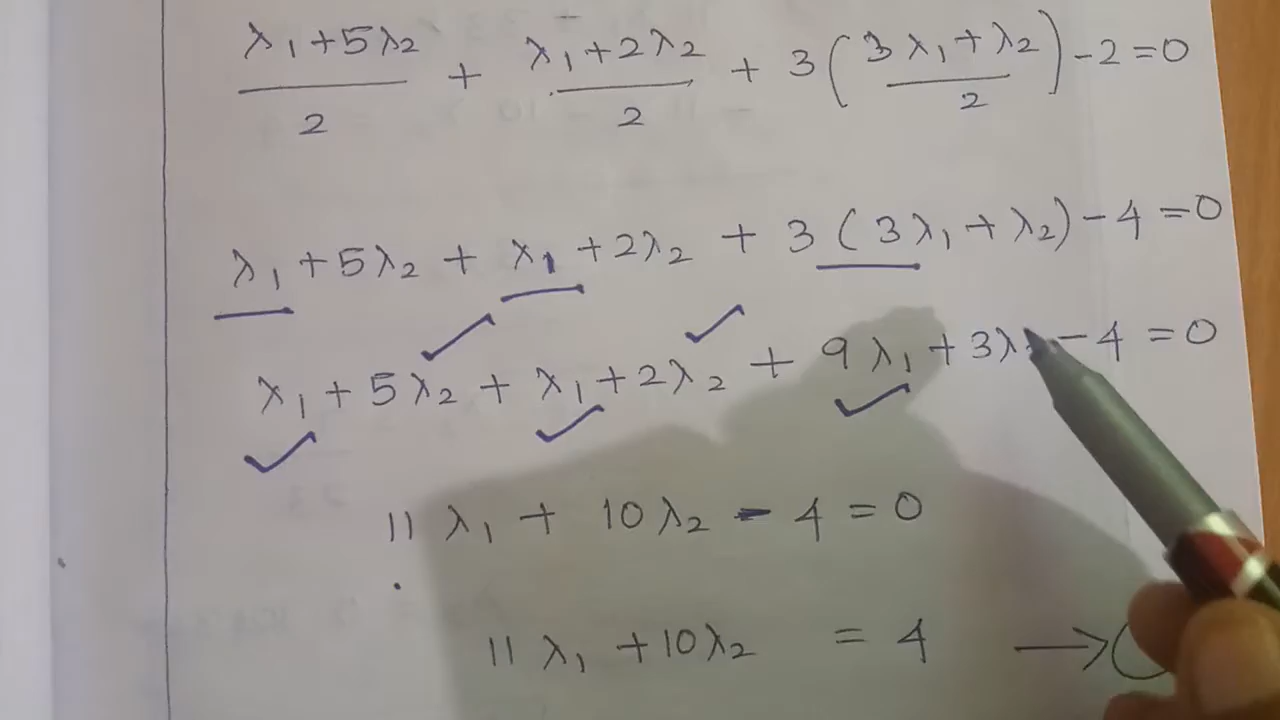 (λ₁+5λ₂)/2 + (λ₁+2λ₂)/2 + 3((3λ₁+λ₂)/2) -2=0
λ₁+5λ₂ + λ₁+2λ₂ + 3(3λ₁+λ₂)-4=0
λ₁+5λ₂+λ₁+2λ₂ + 9λ₁+3λ -4=0
11λ₁ + 10λ₂ - 4 = 0
11λ₁ +10λ₂ = 4 →